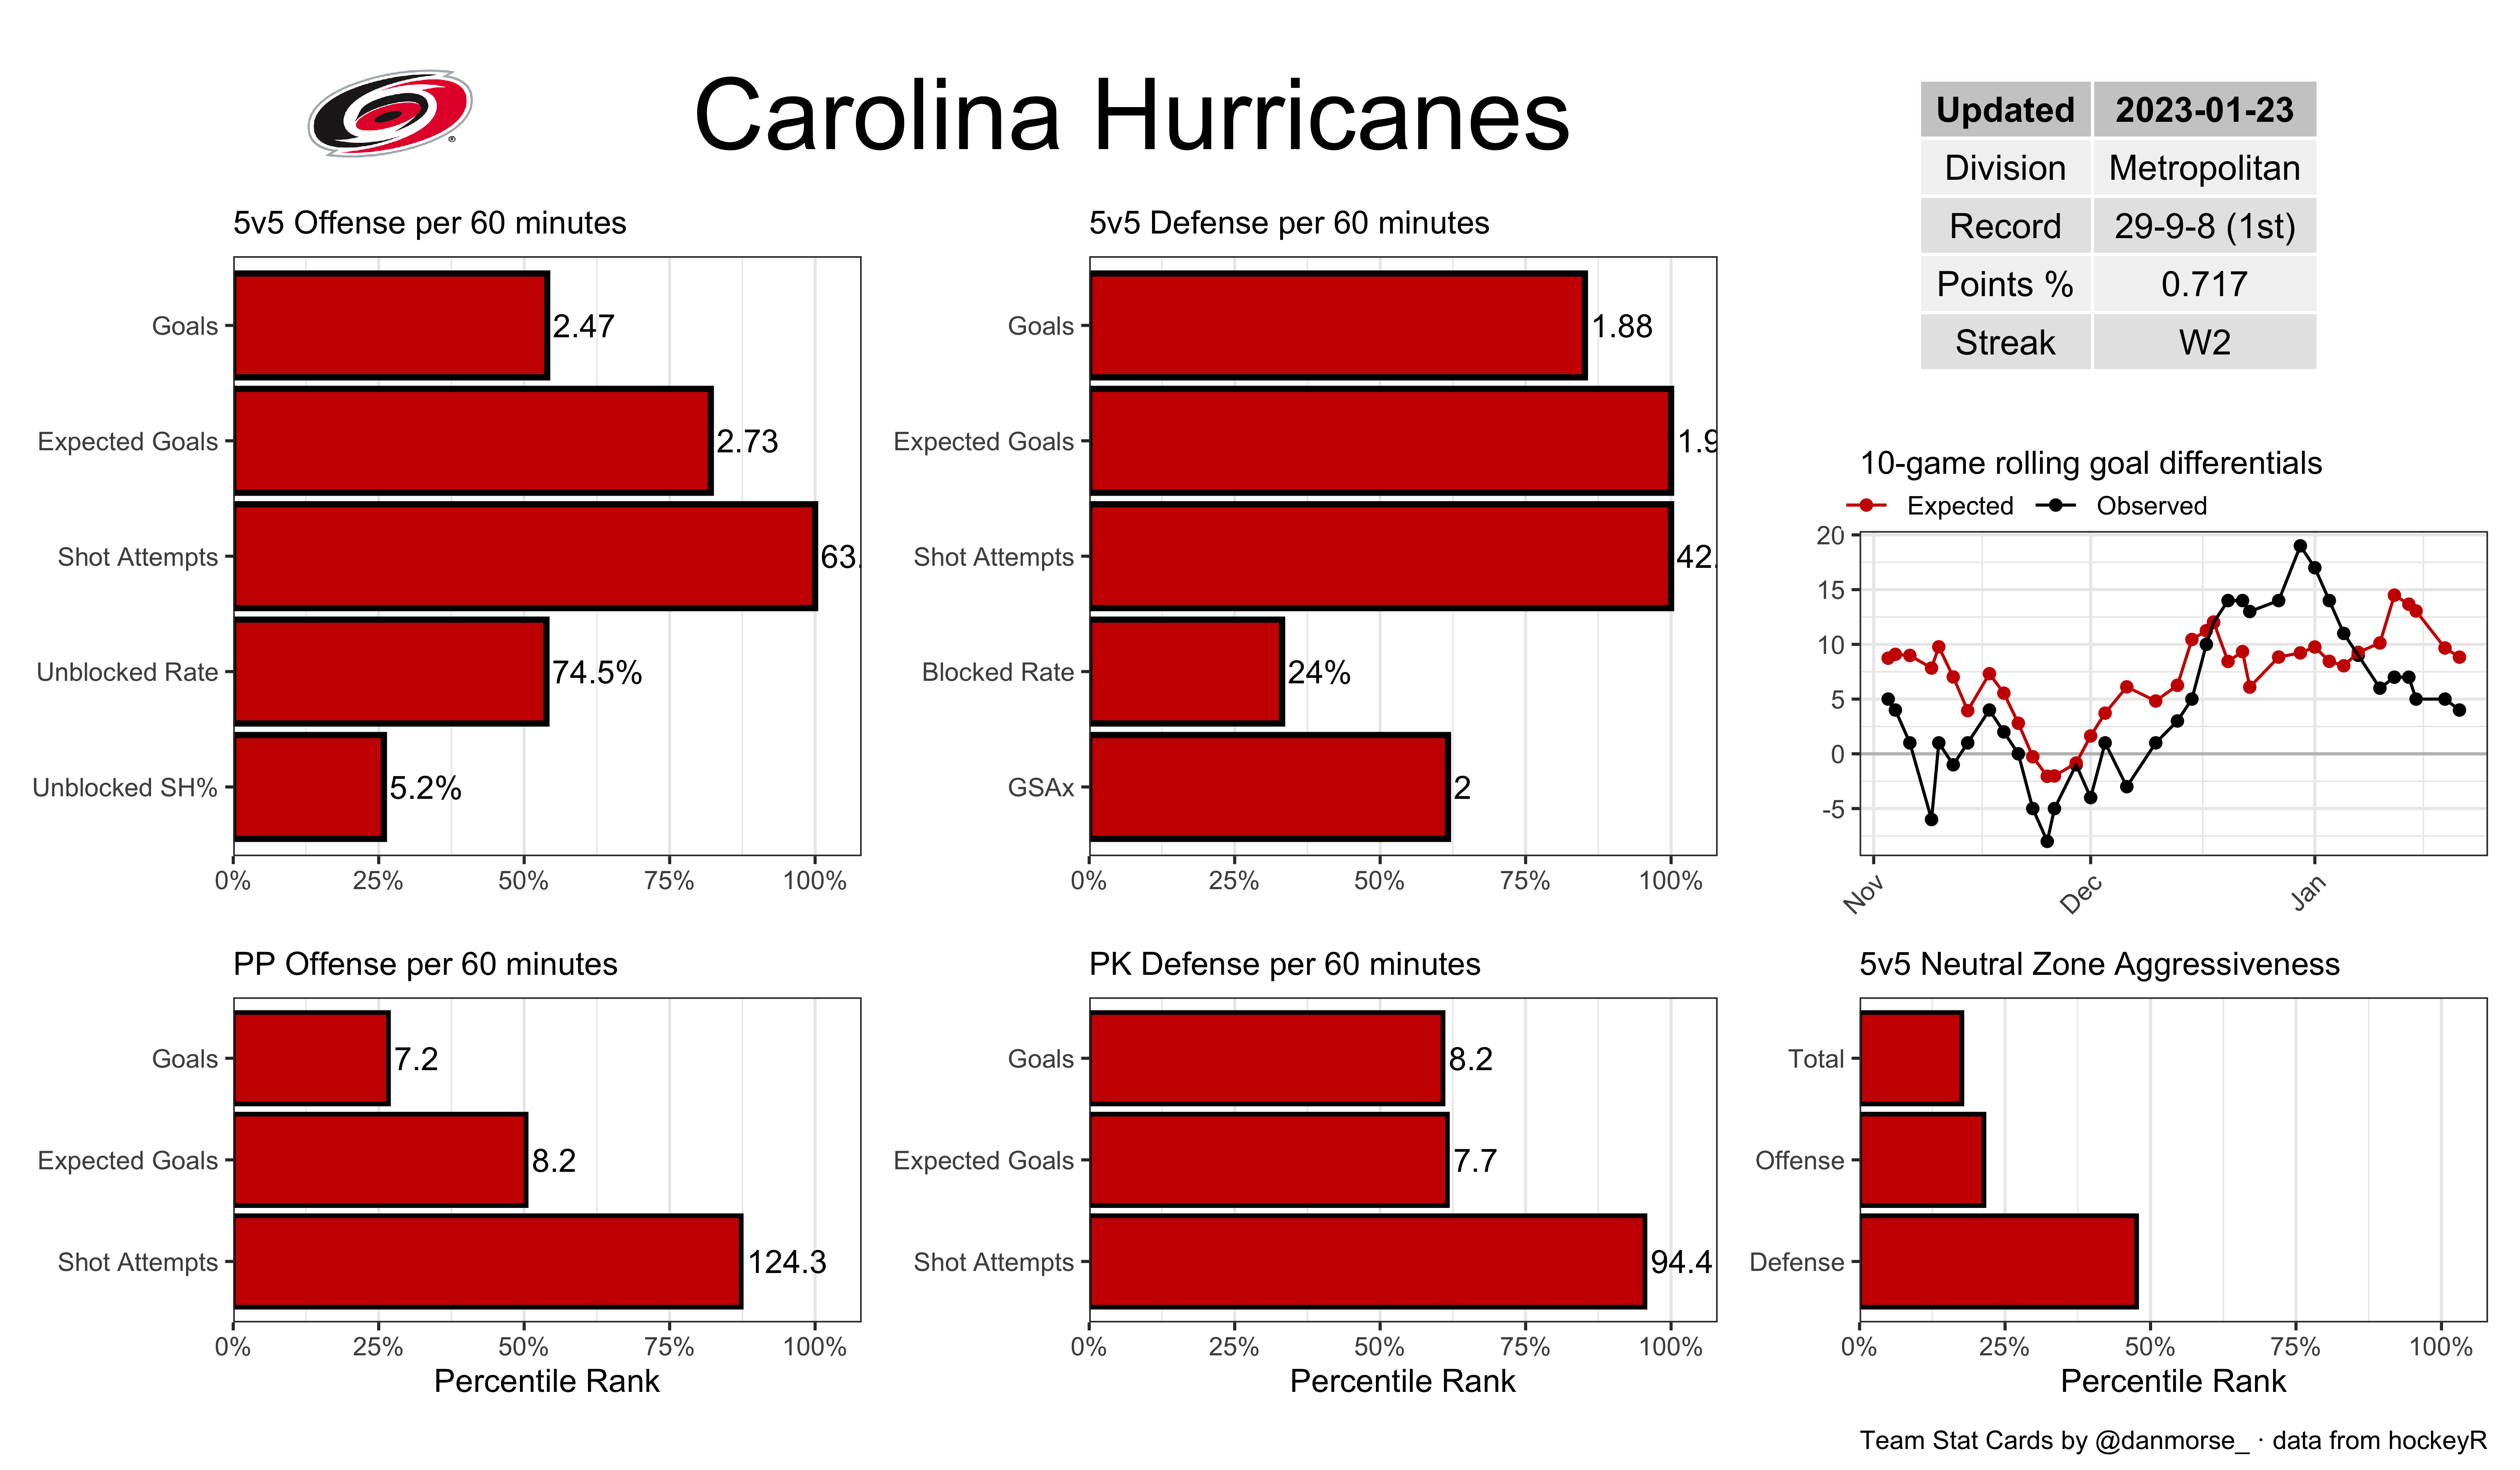 Carolina Hurricanes
Updated 2023-01-23
Division Metropolitan
Record 29-9-8 (1st)
Points % 0.717
Streak W2
5v5 Offense per 60 minutes
Goals 2.47
Expected Goals 2.73
Shot Attempts 63.
Unblocked Rate 74.5%
Unblocked SH% 5.2%
0% 25% 50% 75% 100%
5v5 Defense per 60 minutes
Goals 1.88
Expected Goals 1.9
Shot Attempts 42.
Blocked Rate 24%
GSAx 2
0% 25% 50% 75% 100%
10-game rolling goal differentials
Expected Observed
20
15
10
5
0
-5
Nov Dec Jan
PP Offense per 60 minutes
Goals 7.2
Expected Goals 8.2
Shot Attempts 124.3
0% 25% 50% 75% 100%
Percentile Rank
PK Defense per 60 minutes
Goals 8.2
Expected Goals 7.7
Shot Attempts 94.4
0% 25% 50% 75% 100%
Percentile Rank
5v5 Neutral Zone Aggressiveness
Total
Offense
Defense
0% 25% 50% 75% 100%
Percentile Rank
Team Stat Cards by @danmorse_ · data from hockeyR